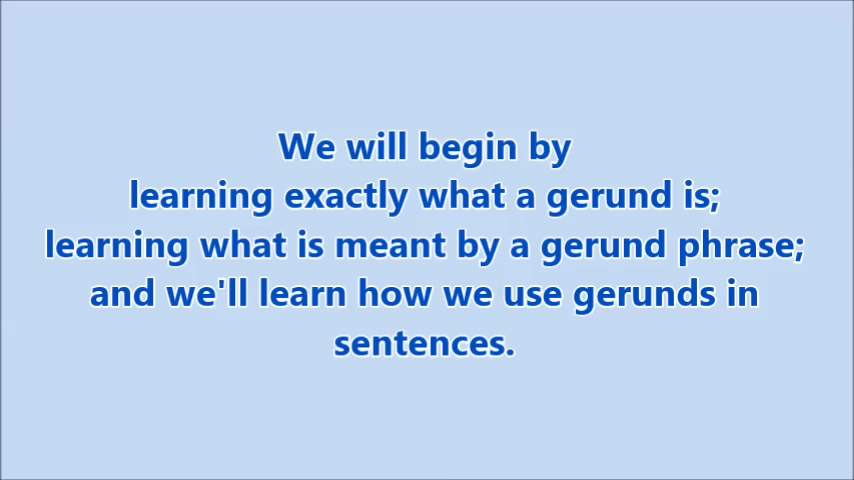 We will begin by
learning exactly what a gerund is;
learning what is meant by a gerund phrase;
and we'll learn how we use gerunds in
sentences.